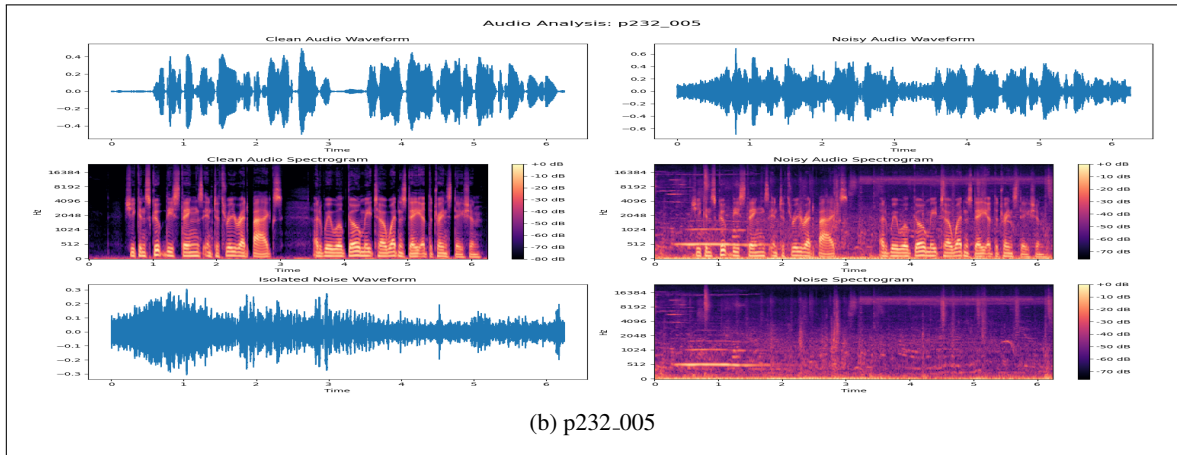 Audio Analysis: p232_005
Clean Audio Waveform
0.4
0.2
0.0
−0.2
−0.4
0 1 2 3 4 5 6
Time
Noisy Audio Waveform
0.6
0.4
0.2
0.0
−0.2
−0.4
−0.6
0 1 2 3 4 5 6
Time
Clean Audio Spectrogram
Hz
16384
8192
4096
2048
1024
512
0
0 1 2 3 4 5 6
Time
+0 dB
-10 dB
-20 dB
-30 dB
-40 dB
-50 dB
-60 dB
-70 dB
-80 dB
Noisy Audio Spectrogram
Hz
16384
8192
4096
2048
1024
512
0
0 1 2 3 4 5 6
Time
+0 dB
-10 dB
-20 dB
-30 dB
-40 dB
-50 dB
-60 dB
-70 dB
Isolated Noise Waveform
0.3
0.2
0.1
0.0
−0.1
−0.2
−0.3
0 1 2 3 4 5 6
Time
Noise Spectrogram
Hz
16384
8192
4096
2048
1024
512
0
0 1 2 3 4 5 6
Time
+0 dB
-10 dB
-20 dB
-30 dB
-40 dB
-50 dB
-60 dB
-70 dB
(b) p232_005